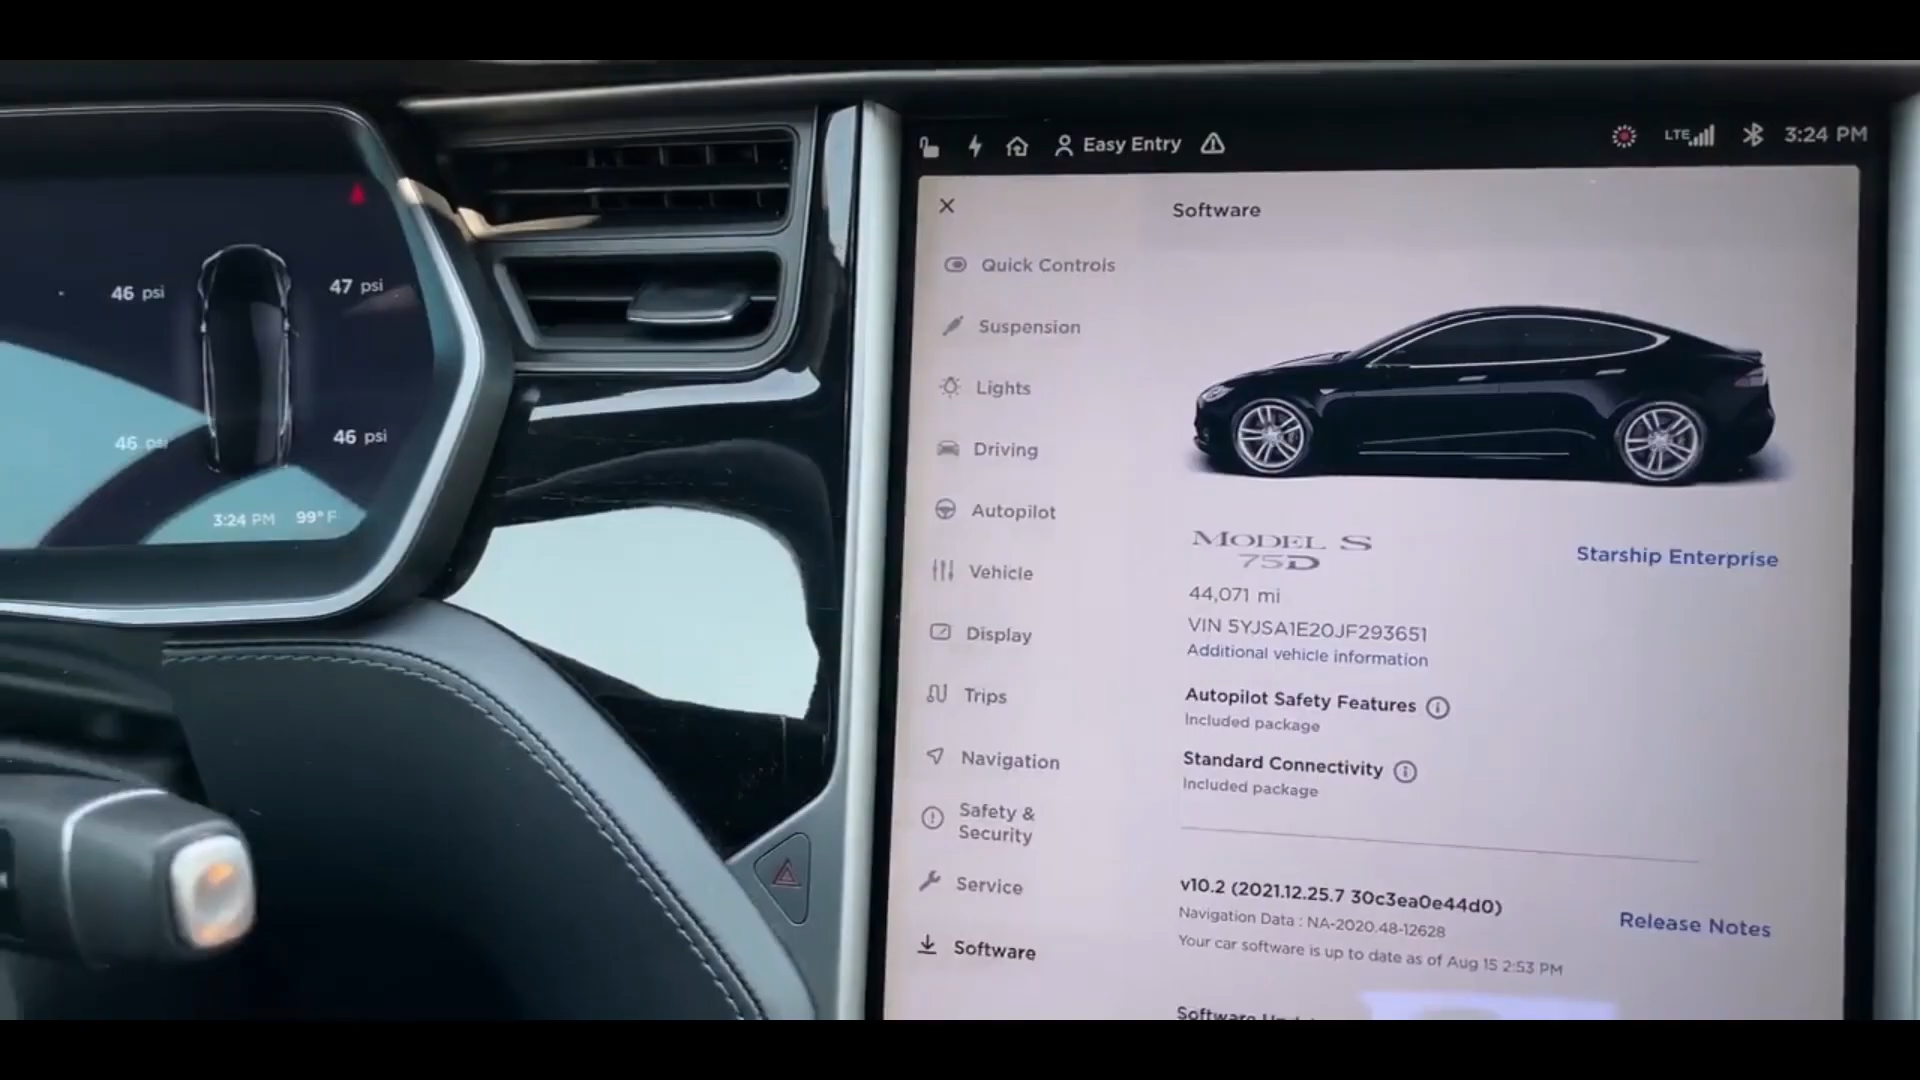 46 psi
47 psi
46 psi
46 psi
3:24 PM 99°F
Easy Entry
LTE
3:24 PM
Software
Quick Controls
Suspension
Lights
Driving
Autopilot
Vehicle
Display
Trips
Navigation
Safety &
Security
Service
Software
MODEL S
75D
Starship Enterprise
44,071 mi
VIN 5YJSA1E20JF293651
Additional vehicle information
Autopilot Safety Features
Included package
Standard Connectivity
Included package
v10.2 (2021.12.25.7 30c3ea0e44d0)
Navigation Data : NA-2020.48-12628
Release Notes
Your car software is up to date as of Aug 15 2:53 PM
Software